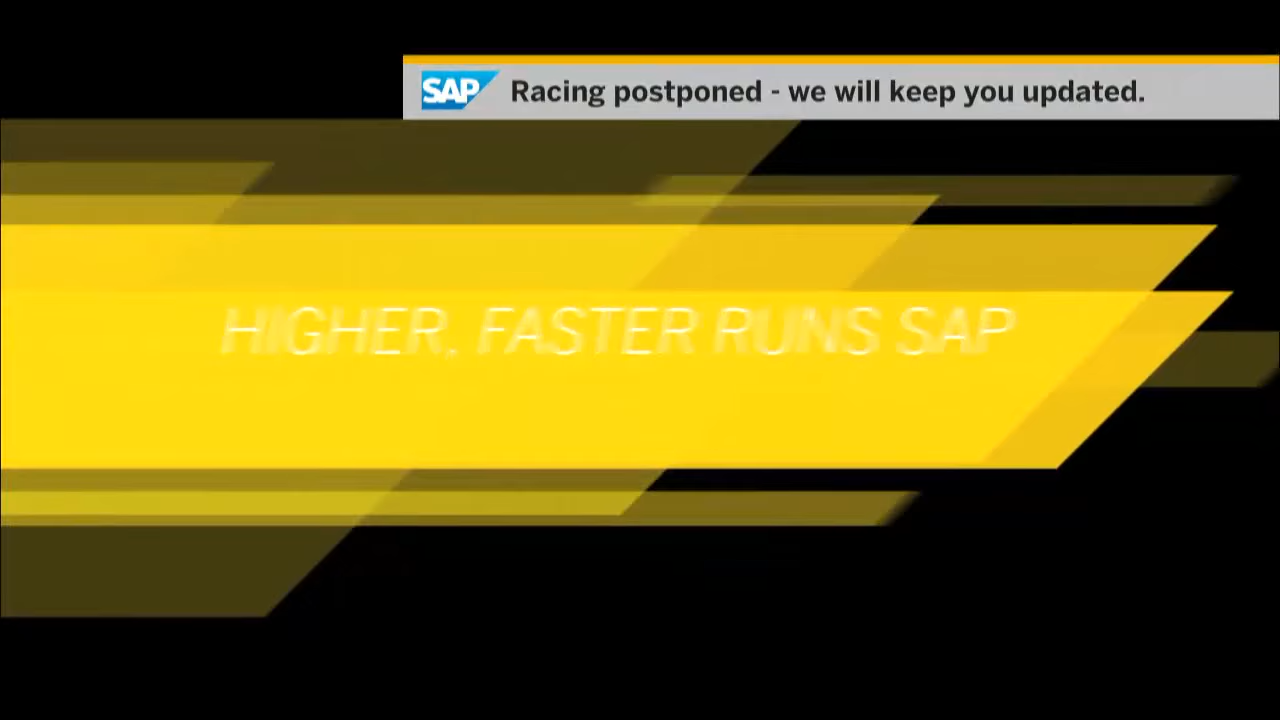 SAP Racing postponed - we will keep you updated.
HIGHER, FASTER RUNS SAP